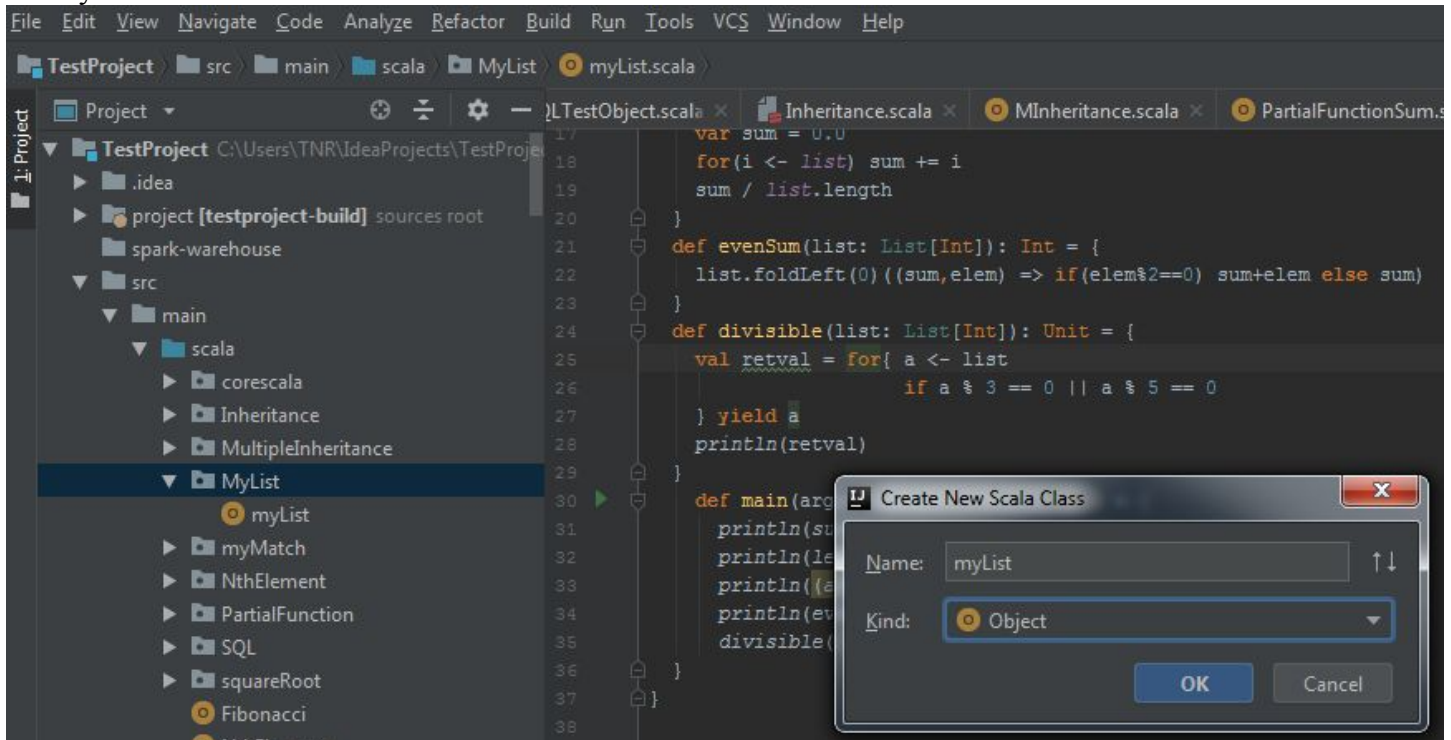 File Edit View Navigate Code Analyze Refactor Build Run Tools VCS Window Help
TestProject src main scala MyList myList.scala
1: Project
Project
QLTestObject.scala Inheritance.scala MInheritance.scala PartialFunctionSum.s
TestProject C:\Users\TNR\IdeaProjects\TestProje
.idea
project [testproject-build] sources root
spark-warehouse
src
main
scala
corescala
Inheritance
MultipleInheritance
MyList
myList
myMatch
NthElement
PartialFunction
SQL
squareRoot
Fibonacci
17 var sum = 0.0
18 for(i <- list) sum += i
19 sum / list.length
20 }
21 def evenSum(list: List[Int]): Int = {
22 list.foldLeft(0)((sum,elem) => if(elem%2==0) sum+elem else sum)
23 }
24 def divisible(list: List[Int]): Unit = {
25 val retval = for{ a <- list
26 if a % 3 == 0 || a % 5 == 0
27 } yield a
28 println(retval)
29 }
30 def main(arg
31 println(su
32 println(le
33 println((a
34 println(ev
35 divisible(
36 }
37 }
38
Create New Scala Class
Name: myList
Kind: Object
OK Cancel